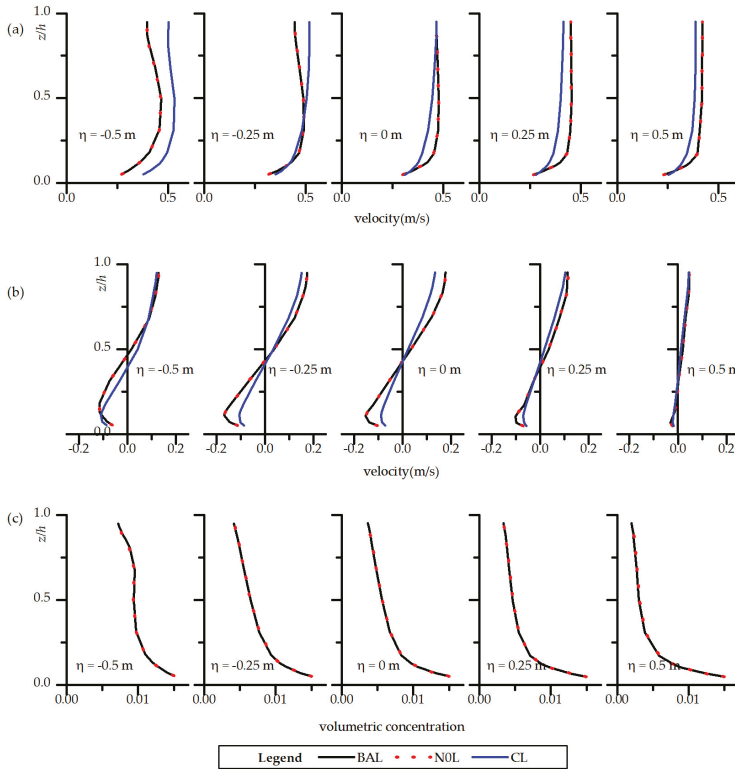 (a)
z/h
1.0
0.5
0.0
η = -0.5 m
η = -0.25 m
η = 0 m
η = 0.25 m
η = 0.5 m
0.0 0.5 0.0 0.5 0.0 0.5 0.0 0.5 0.0 0.5
velocity(m/s)
(b)
z/h
1.0
0.5
0.0
η = -0.5 m
η = -0.25 m
η = 0 m
η = 0.25 m
η = 0.5 m
-0.2 0.0 0.2 -0.2 0.0 0.2 -0.2 0.0 0.2 -0.2 0.0 0.2 -0.2 0.0 0.2
velocity(m/s)
(c)
z/h
1.0
0.5
0.0
η = -0.5 m
η = -0.25 m
η = 0 m
η = 0.25 m
η = 0.5 m
0.00 0.01 0.00 0.01 0.00 0.01 0.00 0.01 0.00 0.01
volumetric concentration
Legend BAL N0L CL